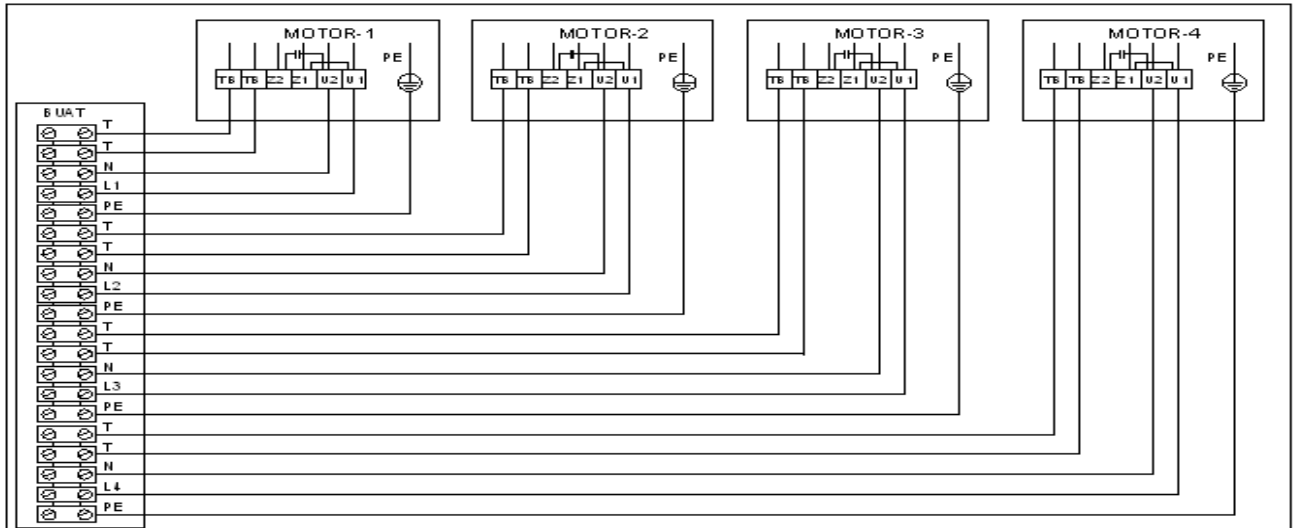 MOTOR-1 MOTOR-2 MOTOR-3 MOTOR-4
PE PE PE PE
TB TB Z2 Z1 U2 U1 TB TB Z2 Z1 U2 U1 TB TB Z2 Z1 U2 U1 TB TB Z2 Z1 U2 U1
BUAT
T
T
N
L1
PE
T
T
N
L2
PE
T
T
N
L3
PE
T
T
N
L4
PE